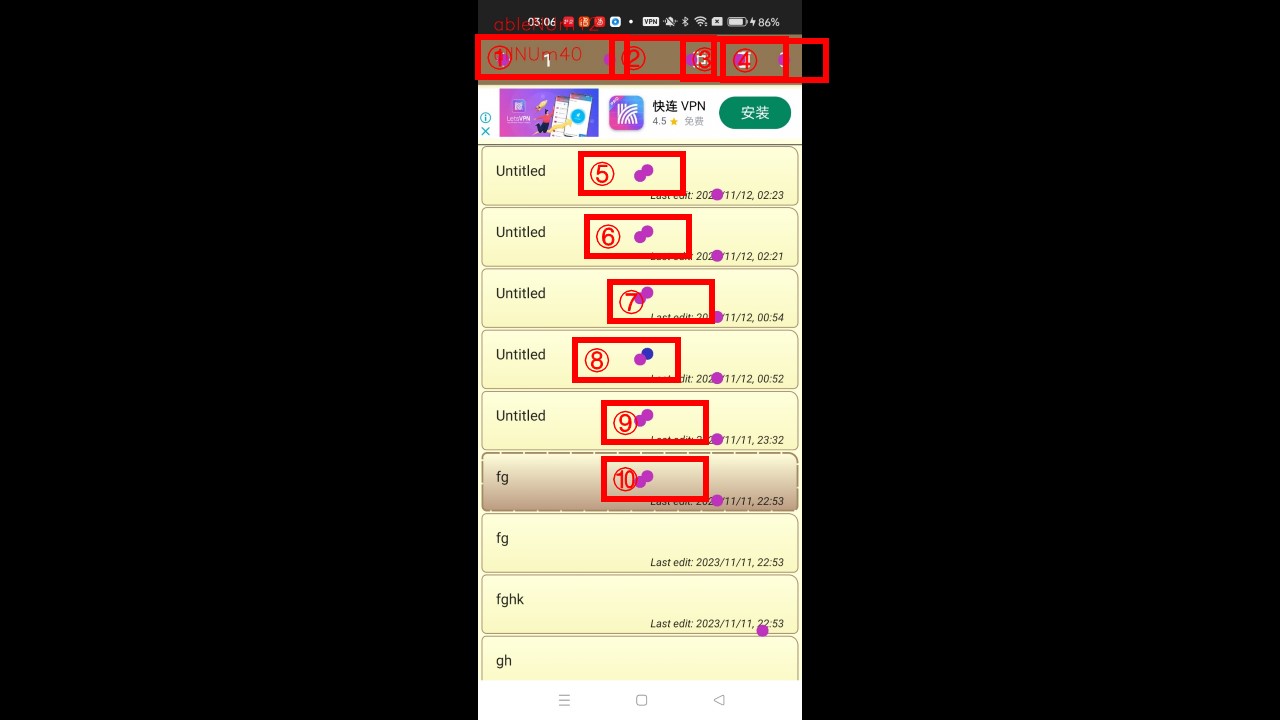 03:06 VPN 86%
① 1 ② ③ ④
LetsVPN
快连 VPN
4.5 ★ 免费
安装
Untitled
⑤
Last edit: 2023/11/12, 02:23
Untitled
⑥
Last edit: 2023/11/12, 02:21
Untitled
⑦
Last edit: 2023/11/12, 00:54
Untitled
⑧
Last edit: 2023/11/12, 00:52
Untitled
⑨
Last edit: 2023/11/11, 23:32
fg
⑩
Last edit: 2023/11/11, 22:53
fg
Last edit: 2023/11/11, 22:53
fghk
Last edit: 2023/11/11, 22:53
gh